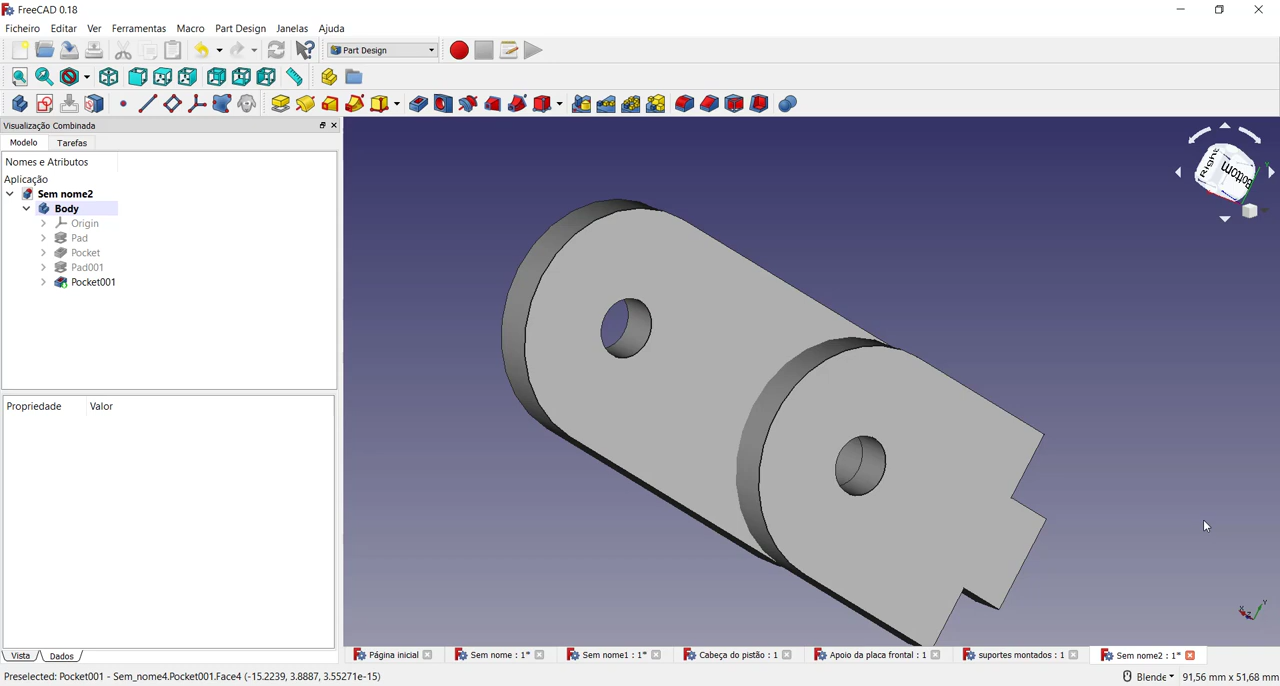 FreeCAD 0.18
Ficheiro Editar Ver Ferramentas Macro Part Design Janelas Ajuda
Part Design
Visualização Combinada
Modelo Tarefas
Nomes e Atributos
Aplicação
Sem nome2
Body
Origin
Pad
Pocket
Pad001
Pocket001
Right
Bottom
Propriedade Valor
X Z Y
Vista Dados
Página inicial Sem nome : 1* Sem nome1 : 1* Cabeça do pistão : 1 Apoio da placa frontal : 1 suportes montados : 1 Sem nome2 : 1*
Preselected: Pocket001 - Sem_nome4.Pocket001.Face4 (-15.2239, 3.8887, 3.55271e-15) Blende 91,56 mm x 51,68 mm